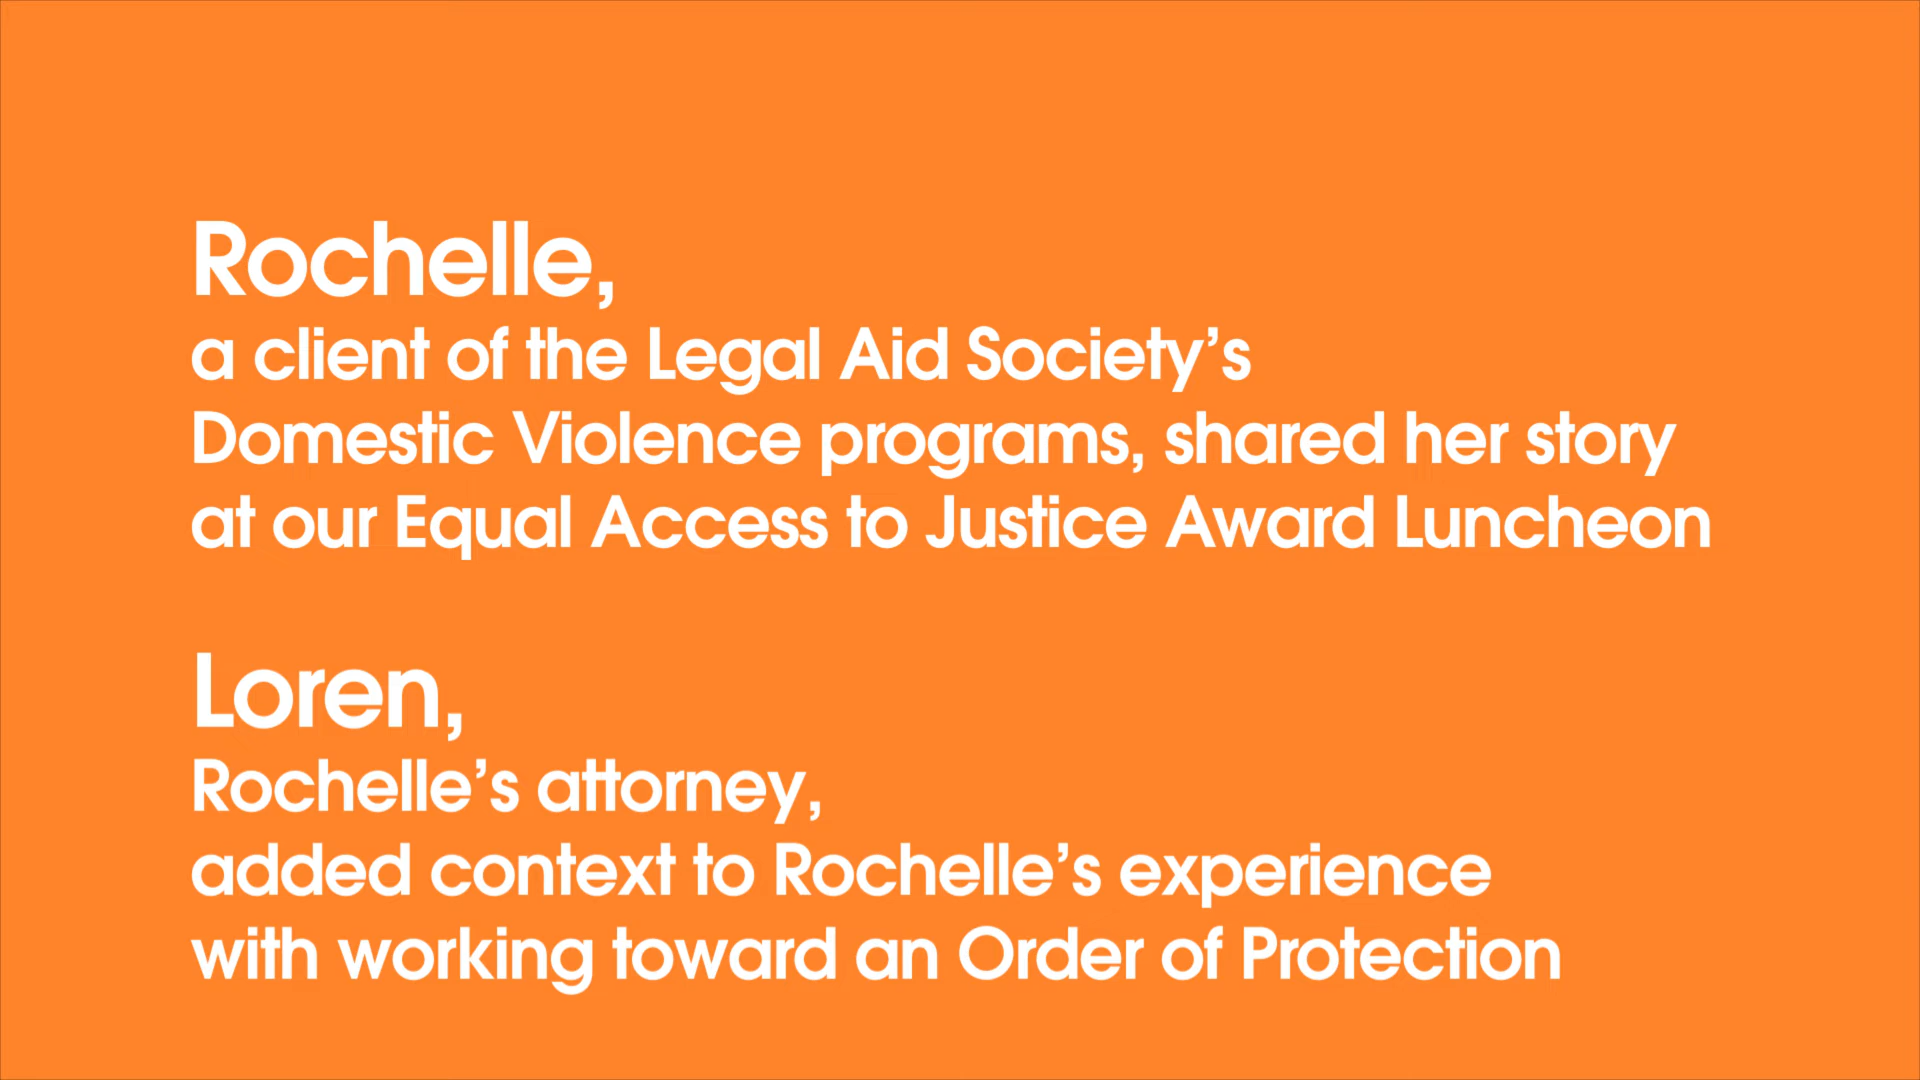 Rochelle,
a client of the Legal Aid Society’s
Domestic Violence programs, shared her story
at our Equal Access to Justice Award Luncheon
Loren,
Rochelle’s attorney,
added context to Rochelle’s experience
with working toward an Order of Protection